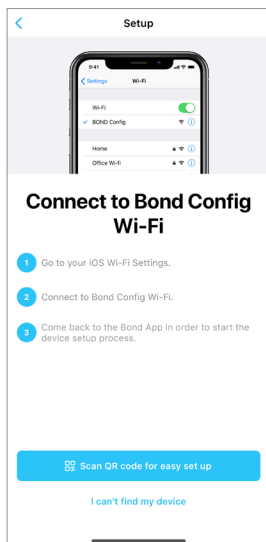 Setup
9:41
Settings
Wi-Fi
Wi-Fi
BOND Config
Home
Office Wi-fi
Connect to Bond Config
Wi-Fi
1 Go to your iOS Wi-Fi Settings.
2 Connect to Bond Config Wi-Fi.
3 Come back to the Bond App in order to start the
device setup process.
Scan QR code for easy set up
I can't find my device